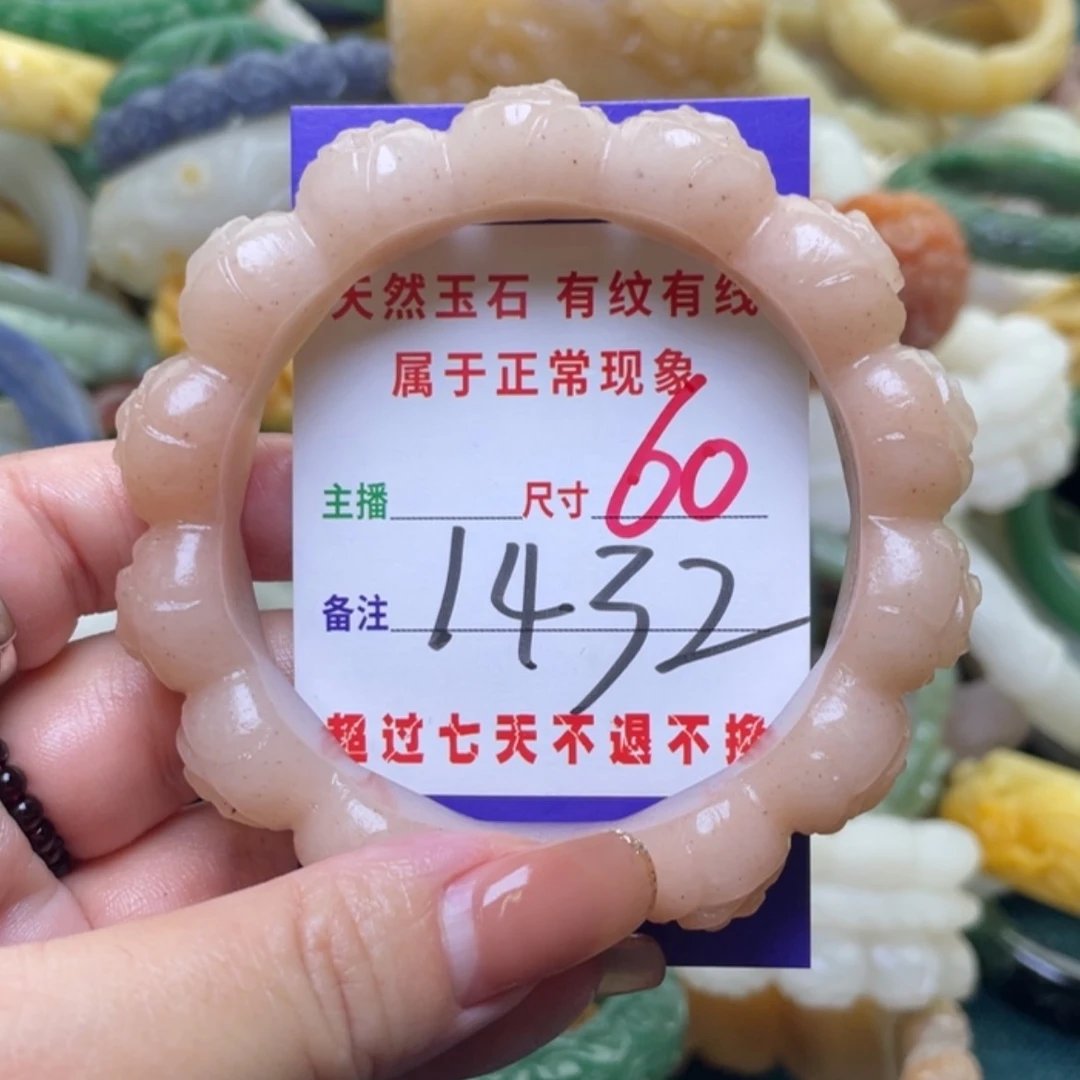 天然玉石 有纹有线
属于正常现象
主播 尺寸 60
备注 1432
超过七天不退不换